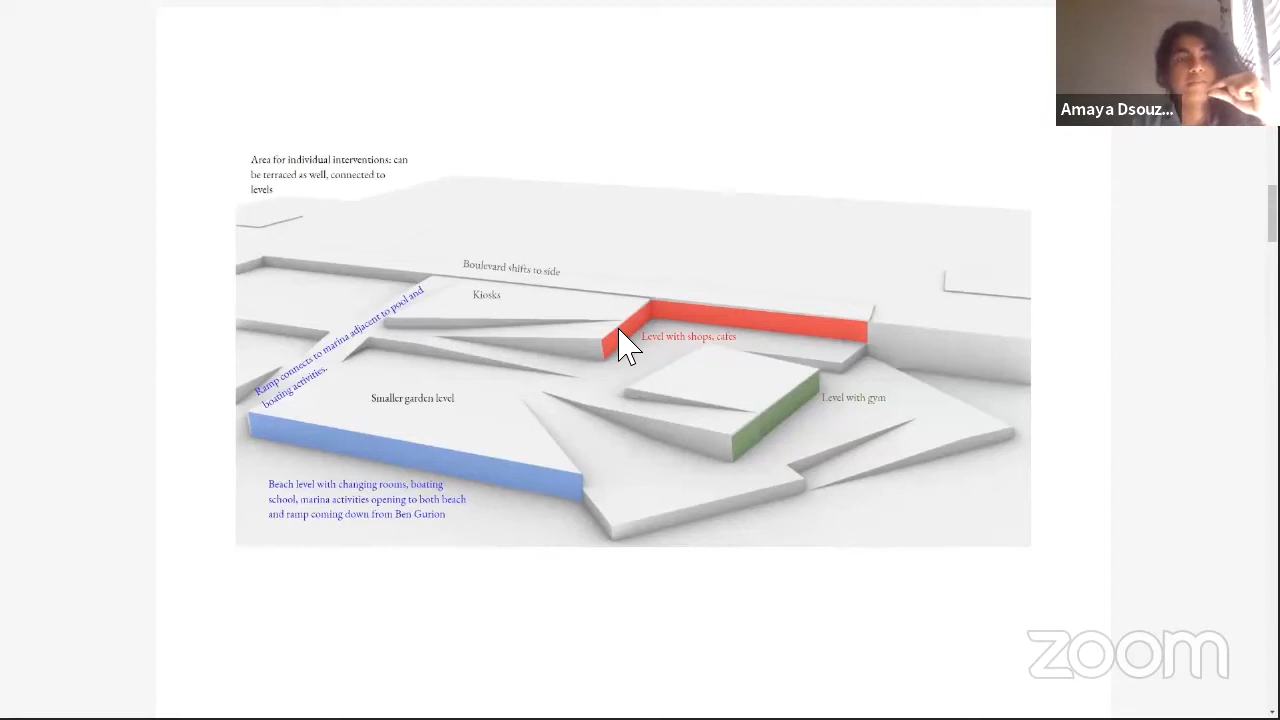 Amaya Dsouz...
Area for individual interventions: can
be terraced as well, connected to
levels
Boulevard shifts to side
Kiosks
Ramp connects to marina adjacent to pool and
boating activities.
Level with shops, cafes
Smaller garden level
Level with gym
Beach level with changing rooms, boating
school, marina activities opening to both beach
and ramp coming down from Ben Gurion
zoom